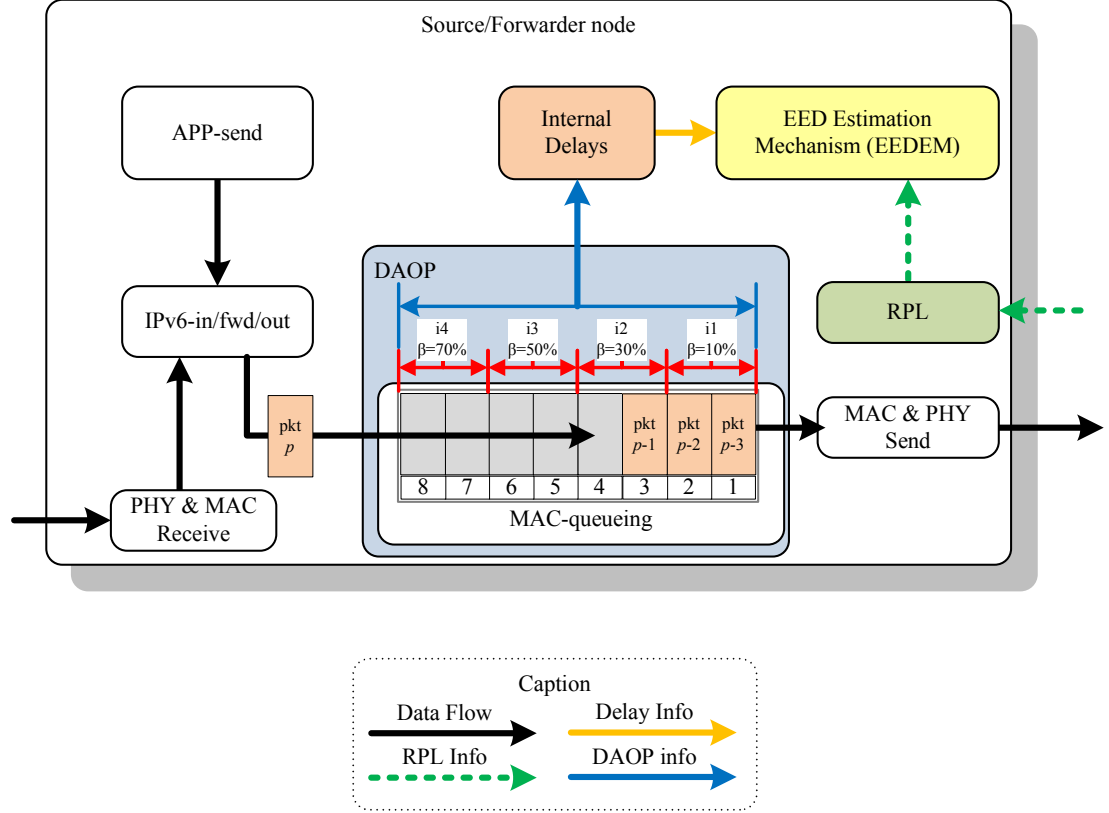 Source/Forwarder node
APP-send
Internal
Delays
EED Estimation
Mechanism (EEDEM)
DAOP
IPv6-in/fwd/out
RPL
i4
β=70%
i3
β=50%
i2
β=30%
i1
β=10%
pkt
p
pkt
p-1
pkt
p-2
pkt
p-3
MAC & PHY
Send
8 7 6 5 4 3 2 1
MAC-queueing
PHY & MAC
Receive
Caption
Data Flow
Delay Info
RPL Info
DAOP info